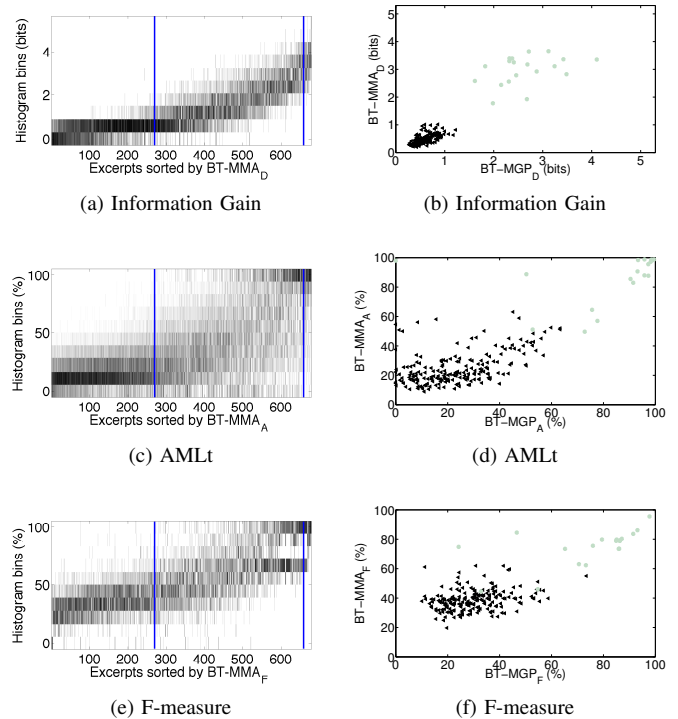 Histogram bins (bits)
4
2
0
100 200 300 400 500 600
Excerpts sorted by BT-MMA_D
(a) Information Gain
BT−MMA_D (bits)
5
4
3
2
1
0
0 1 2 3 4 5
BT−MGP_D (bits)
(b) Information Gain
Histogram bins (%)
100
50
0
100 200 300 400 500 600
Excerpts sorted by BT-MMA_A
(c) AMLt
BT−MMA_A (%)
100
80
60
40
20
0
0 20 40 60 80 100
BT−MGP_A (%)
(d) AMLt
Histogram bins (%)
100
50
0
100 200 300 400 500 600
Excerpts sorted by BT-MMA_F
(e) F-measure
BT−MMA_F (%)
100
80
60
40
20
0
0 20 40 60 80 100
BT−MGP_F (%)
(f) F-measure